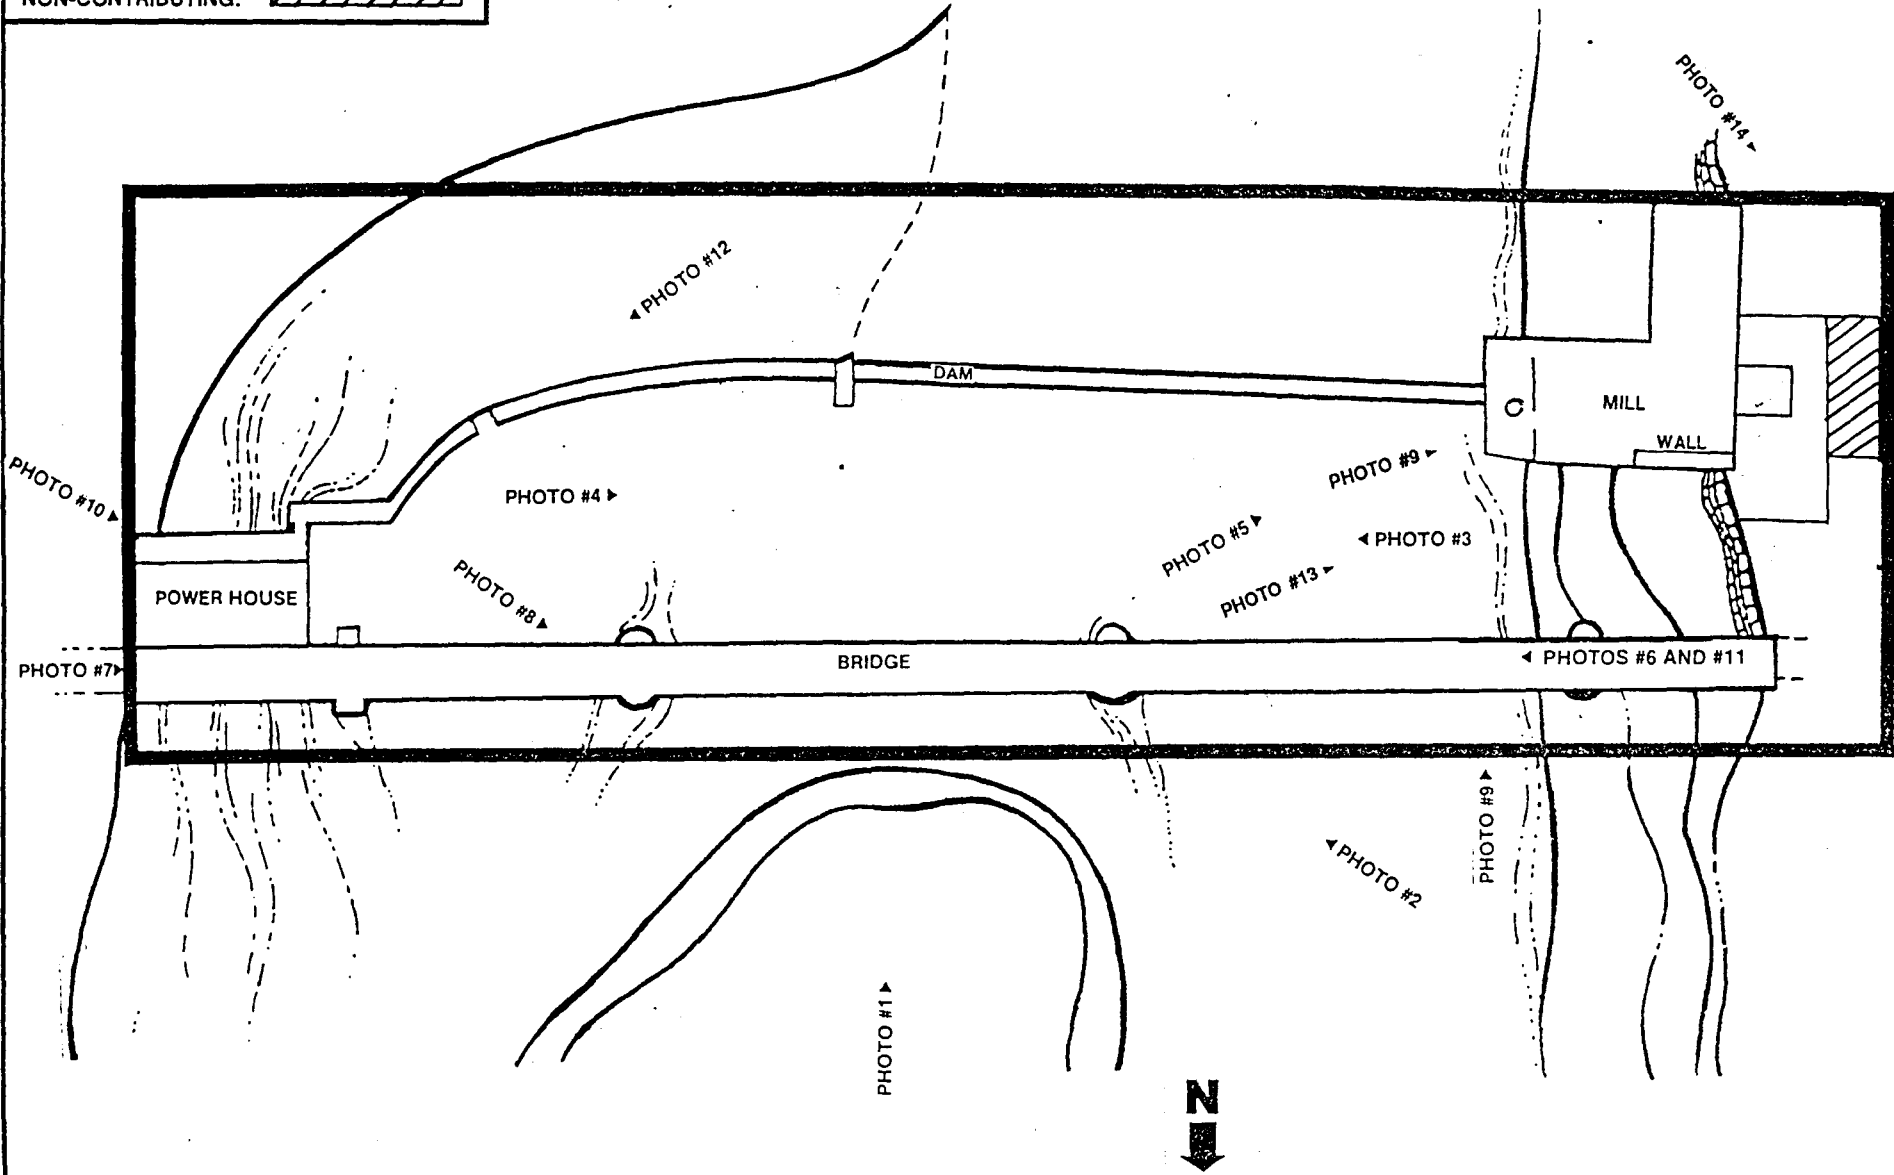 NON-CONTRIBUTING:
PHOTO #14
PHOTO #12
DAM
MILL
WALL
PHOTO #9
PHOTO #10
PHOTO #4
PHOTO #5
PHOTO #3
PHOTO #13
PHOTO #8
POWER HOUSE
PHOTO #7
BRIDGE
PHOTOS #6 AND #11
PHOTO #9
PHOTO #2
PHOTO #1
N